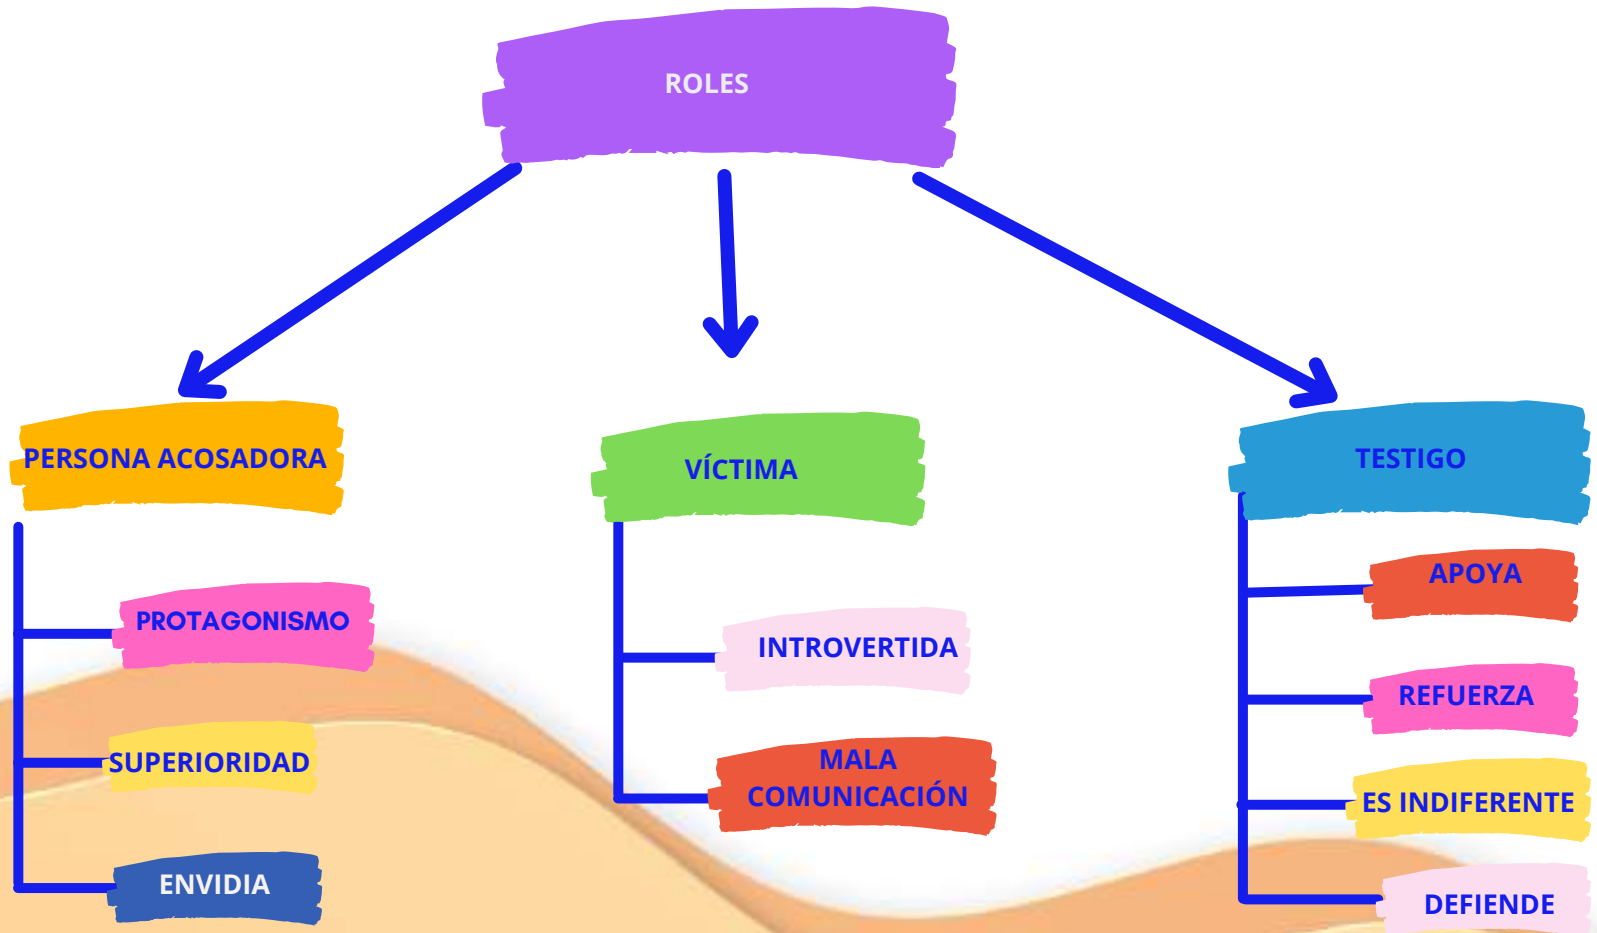 ROLES
PERSONA ACOSADORA
PROTAGONISMO
SUPERIORIDAD
ENVIDIA
VÍCTIMA
INTROVERTIDA
MALA
COMUNICACIÓN
TESTIGO
APOYA
REFUERZA
ES INDIFERENTE
DEFIENDE